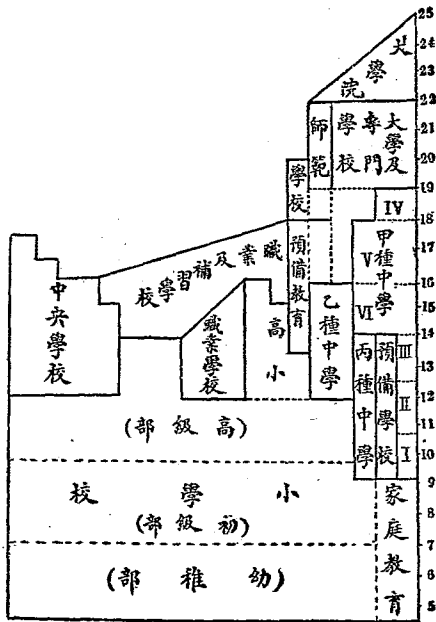 25
24
23
22
21
20
19
18
17
16
15
14
13
12
11
10
9
8
7
6
5
大學院
師範
學校專門
大學及
學校
預備教育
職業及補習學校
中央學校
職業學校
高小
乙種中學
IV
甲種中學
V
VI
丙種中學
預備學校
III
II
I
(高級部)
小學校
(初級部)
(幼稚部)
家庭教育